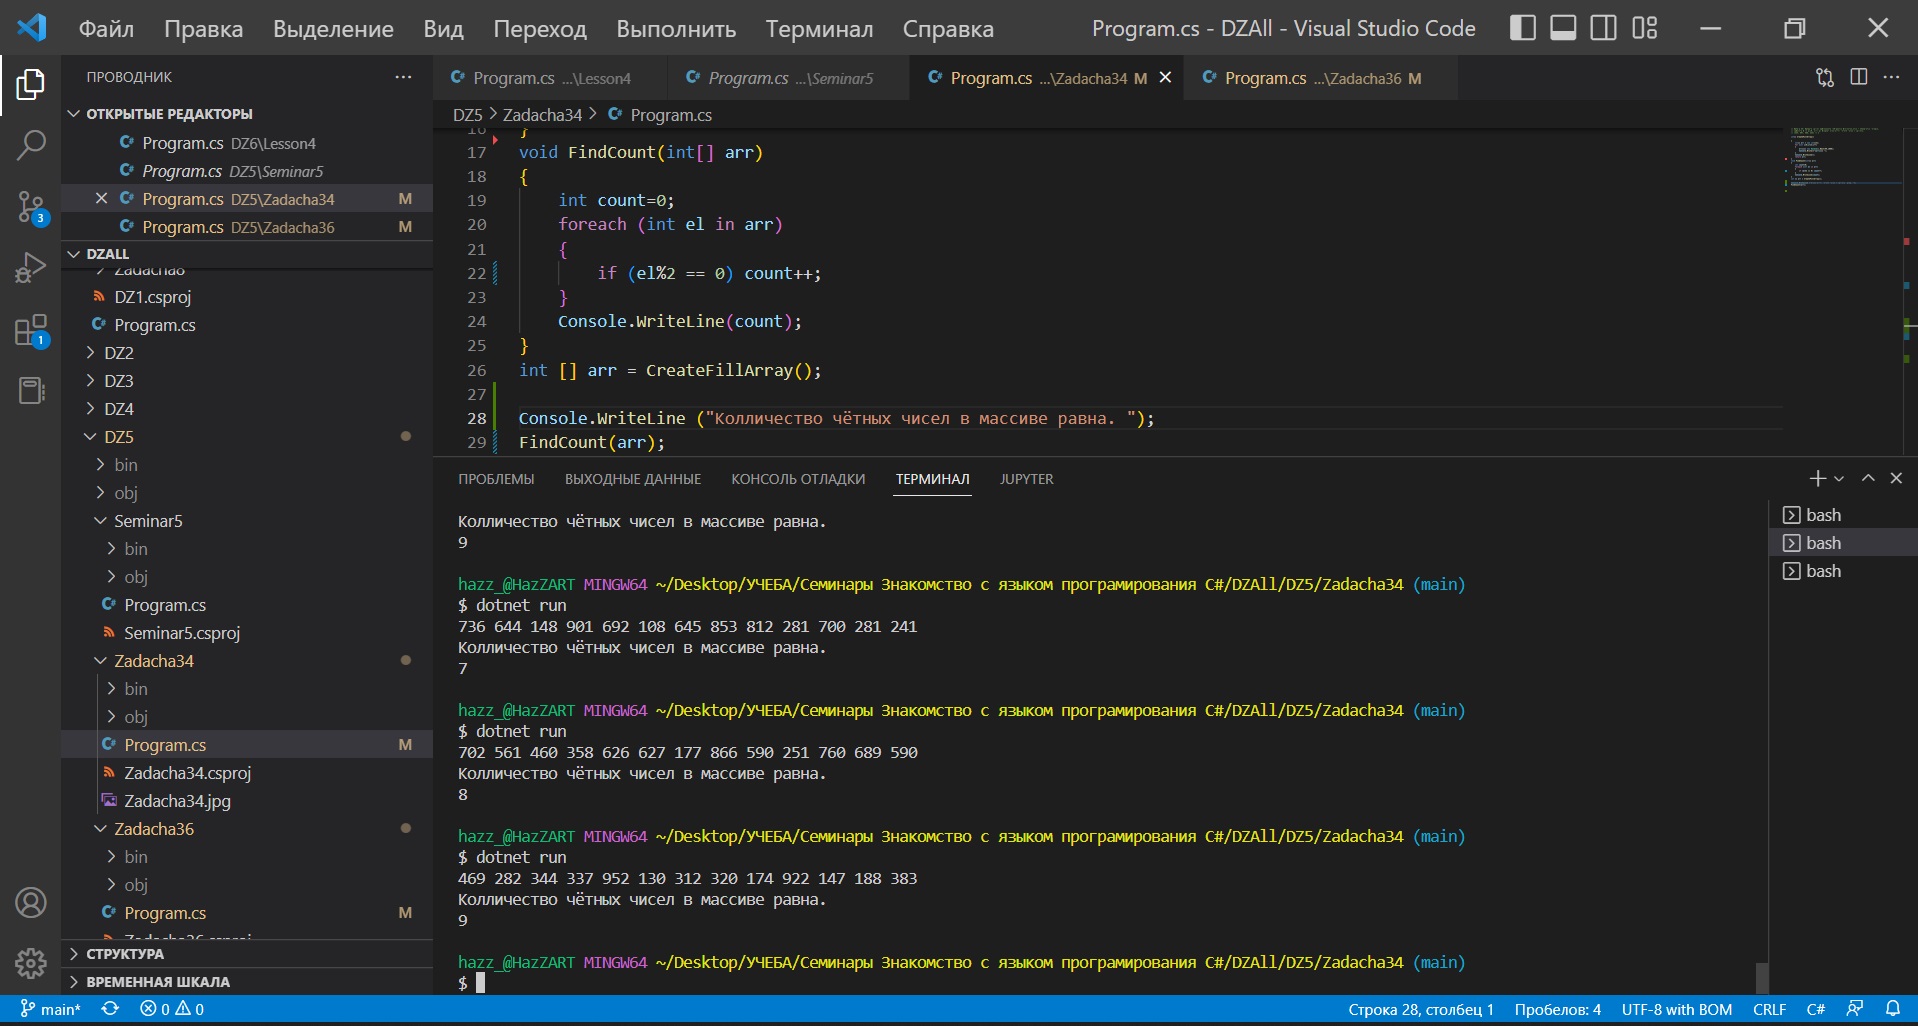 Файл Правка Выделение Вид Переход Выполнить Терминал Справка Program.cs - DZAll - Visual Studio Code
ПРОВОДНИК
ОТКРЫТЫЕ РЕДАКТОРЫ
Program.cs DZ6\Lesson4
Program.cs DZ5\Seminar5
Program.cs DZ5\Zadacha34 M
Program.cs DZ5\Zadacha36 M
3
1
DZALL
Zadacha8
DZ1.csproj
Program.cs
DZ2
DZ3
DZ4
DZ5
bin
obj
Seminar5
bin
obj
Program.cs
Seminar5.csproj
Zadacha34
bin
obj
Program.cs M
Zadacha34.csproj
Zadacha34.jpg
Zadacha36
bin
obj
Program.cs M
Zadacha36.csproj
СТРУКТУРА
ВРЕМЕННАЯ ШКАЛА
Program.cs ...\Lesson4 Program.cs ...\Seminar5 Program.cs ...\Zadacha34 M Program.cs ...\Zadacha36 M
DZ5 > Zadacha34 > Program.cs
16 }
17 void FindCount(int[] arr)
18 {
19 int count=0;
20 foreach (int el in arr)
21 {
22 if (el%2 == 0) count++;
23 }
24 Console.WriteLine(count);
25 }
26 int [] arr = CreateFillArray();
27
28 Console.WriteLine ("Колличество чётных чисел в массиве равна. ");
29 FindCount(arr);
ПРОБЛЕМЫ ВЫХОДНЫЕ ДАННЫЕ КОНСОЛЬ ОТЛАДКИ ТЕРМИНАЛ JUPYTER
Колличество чётных чисел в массиве равна.
9
hazz_@HazZART MINGW64 ~/Desktop/УЧЕБА/Семинары Знакомство с языком програмирования C#/DZAll/DZ5/Zadacha34 (main)
$ dotnet run
736 644 148 901 692 108 645 853 812 281 700 281 241
Колличество чётных чисел в массиве равна.
7
hazz_@HazZART MINGW64 ~/Desktop/УЧЕБА/Семинары Знакомство с языком програмирования C#/DZAll/DZ5/Zadacha34 (main)
$ dotnet run
702 561 460 358 626 627 177 866 590 251 760 689 590
Колличество чётных чисел в массиве равна.
8
hazz_@HazZART MINGW64 ~/Desktop/УЧЕБА/Семинары Знакомство с языком програмирования C#/DZAll/DZ5/Zadacha34 (main)
$ dotnet run
469 282 344 337 952 130 312 320 174 922 147 188 383
Колличество чётных чисел в массиве равна.
9
hazz_@HazZART MINGW64 ~/Desktop/УЧЕБА/Семинары Знакомство с языком програмирования C#/DZAll/DZ5/Zadacha34 (main)
$
bash
bash
bash
main* 0 0 Строка 28, столбец 1 Пробелов: 4 UTF-8 with BOM CRLF C#